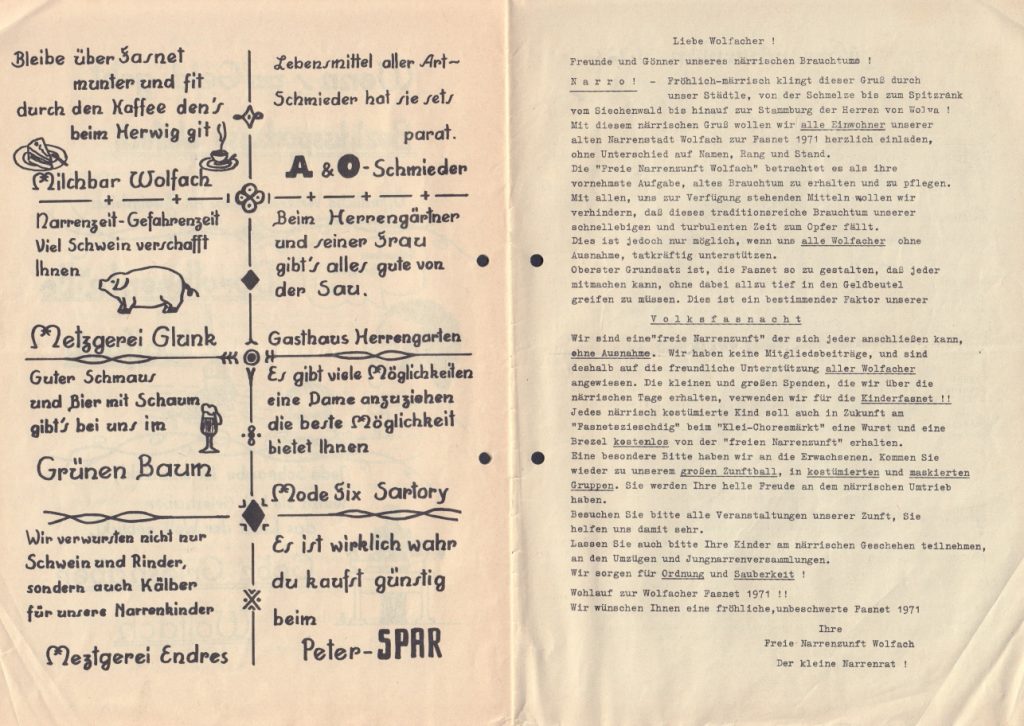 Bleibe über Fasnet
munter und fit
durch den Kaffee den's
beim Herwig git
Milchbar Wolfach
Narrenzeit-Gefahrenzeit
Viel Schwein verschafft
Ihnen
Metzgerei Glunk
Guter Schmaus
und Bier mit Schaum
gibt's bei uns im
Grünen Baum
Wir verwursten nicht nur
Schwein und Rinder,
sondern auch Kälber
für unsere Narrenkinder
Meztgerei Endres
Lebensmittel aller Art-
Schmieder hat sie sets
parat.
A & O-Schmieder
Beim Herrengärtner
und seiner Frau
gibt's alles gute von
der Sau.
Gasthaus Herrengarten
Es gibt viele Möglichkeiten
eine Dame anzuziehen
die beste Möglichkeit
bietet Ihnen
Mode Six Sartory
Es ist wirklich wahr
du kaufst günstig
beim
Peter-SPAR
Liebe Wolfacher !
Freunde und Gönner unseres närrischen Brauchtums !
N a r r o ! - Fröhlich-märrisch klingt dieser Gruß durch
unser Städtle, von der Schmelze bis zum Spitzrank
vom Siechenwald bis hinauf zur Stammburg der Herren von Wolva !
Mit diesem närrischen Gruß wollen wir alle Einwohner unserer
alten Narrenstadt Wolfach zur Fasnet 1971 herzlich einladen,
ohne Unterschied auf Namen, Rang und Stand.
Die "Freie Narrenzunft Wolfach" betrachtet es als ihre
vornehmste Aufgabe, altes Brauchtum zu erhalten und zu pflegen.
Mit allen, uns zur Verfügung stehenden Mitteln wollen wir
verhindern, daß dieses traditionsreiche Brauchtum unserer
schnellebigen und turbulenten Zeit zum Opfer fällt.
Dies ist jedoch nur möglich, wenn uns alle Wolfacher ohne
Ausnahme, tatkräftig unterstützen.
Oberster Grundsatz ist, die Fasnet so zu gestalten, daß jeder
mitmachen kann, ohne dabei allzu tief in den Geldbeutel
greifen zu müssen. Dies ist ein bestimmender Faktor unserer
V o l k s f a s n a c h t
Wir sind eine"freie Narrenzunft" der sich jeder anschließen kann,
ohne Ausnahme. Wir haben keine Mitgliedsbeiträge, und sind
deshalb auf die freundliche Unterstützung aller Wolfacher
angewiesen. Die kleinen und großen Spenden, die wir über die
närrischen Tage erhalten, verwenden wir für die Kinderfasnet !!
Jedes närrisch kostümierte Kind soll auch in Zukunft am
"Fasnetszieschdig" beim "Klei-Choresmärkt" eine Wurst und eine
Brezel kostenlos von der "freien Narrenzunft" erhalten.
Eine besondere Bitte haben wir an die Erwachsenen. Kommen Sie
wieder zu unserem großen Zunftball, in kostümierten und maskierten
Gruppen. Sie werden Ihre helle Freude an dem närrischen Umtrieb
haben.
Besuchen Sie bitte alle Veranstaltungen unserer Zunft, Sie
helfen uns damit sehr.
Lassen Sie auch bitte Ihre Kinder am närrischen Geschehen teilnehmen,
an den Umzügen und Jungnarrenversammlungen.
Wir sorgen für Ordnung und Sauberkeit !
Wohlauf zur Wolfacher Fasnet 1971 !!
Wir wünschen Ihnen eine fröhliche,unbeschwerte Fasnet 1971
Ihre
Freie Narrenzunft Wolfach
Der kleine Narrenrat !